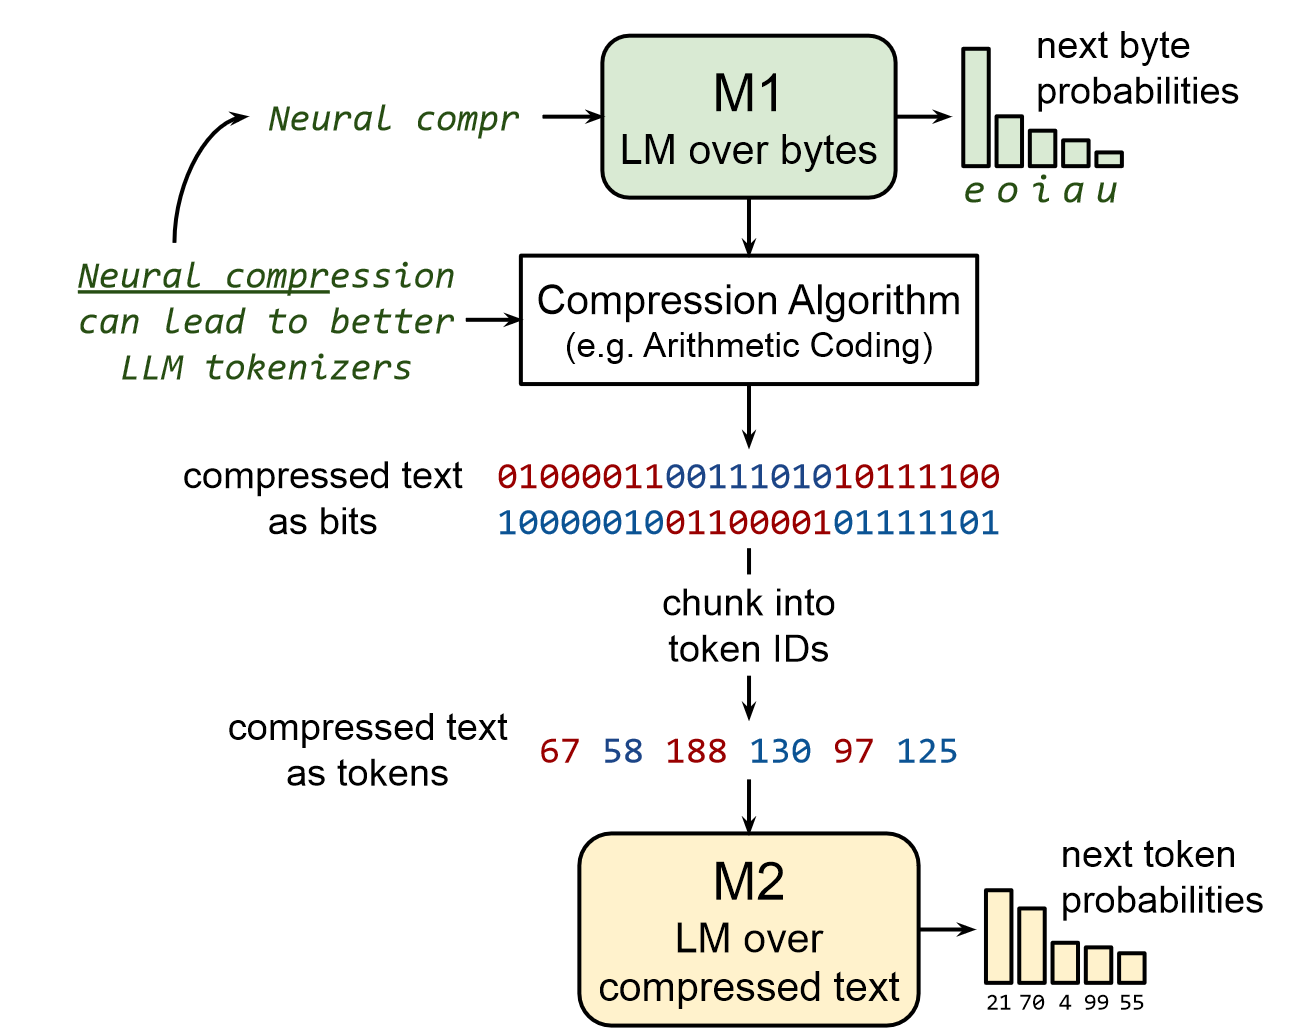 next byte
probabilities
M1
LM over bytes
Neural compr
e o i a u
Neural compression
can lead to better
LLM tokenizers
Compression Algorithm
(e.g. Arithmetic Coding)
compressed text
as bits
010000110011101010111100
100000100110000101111101
chunk into
token IDs
compressed text
as tokens
67 58 188 130 97 125
M2
LM over
compressed text
next token
probabilities
21 70 4 99 55